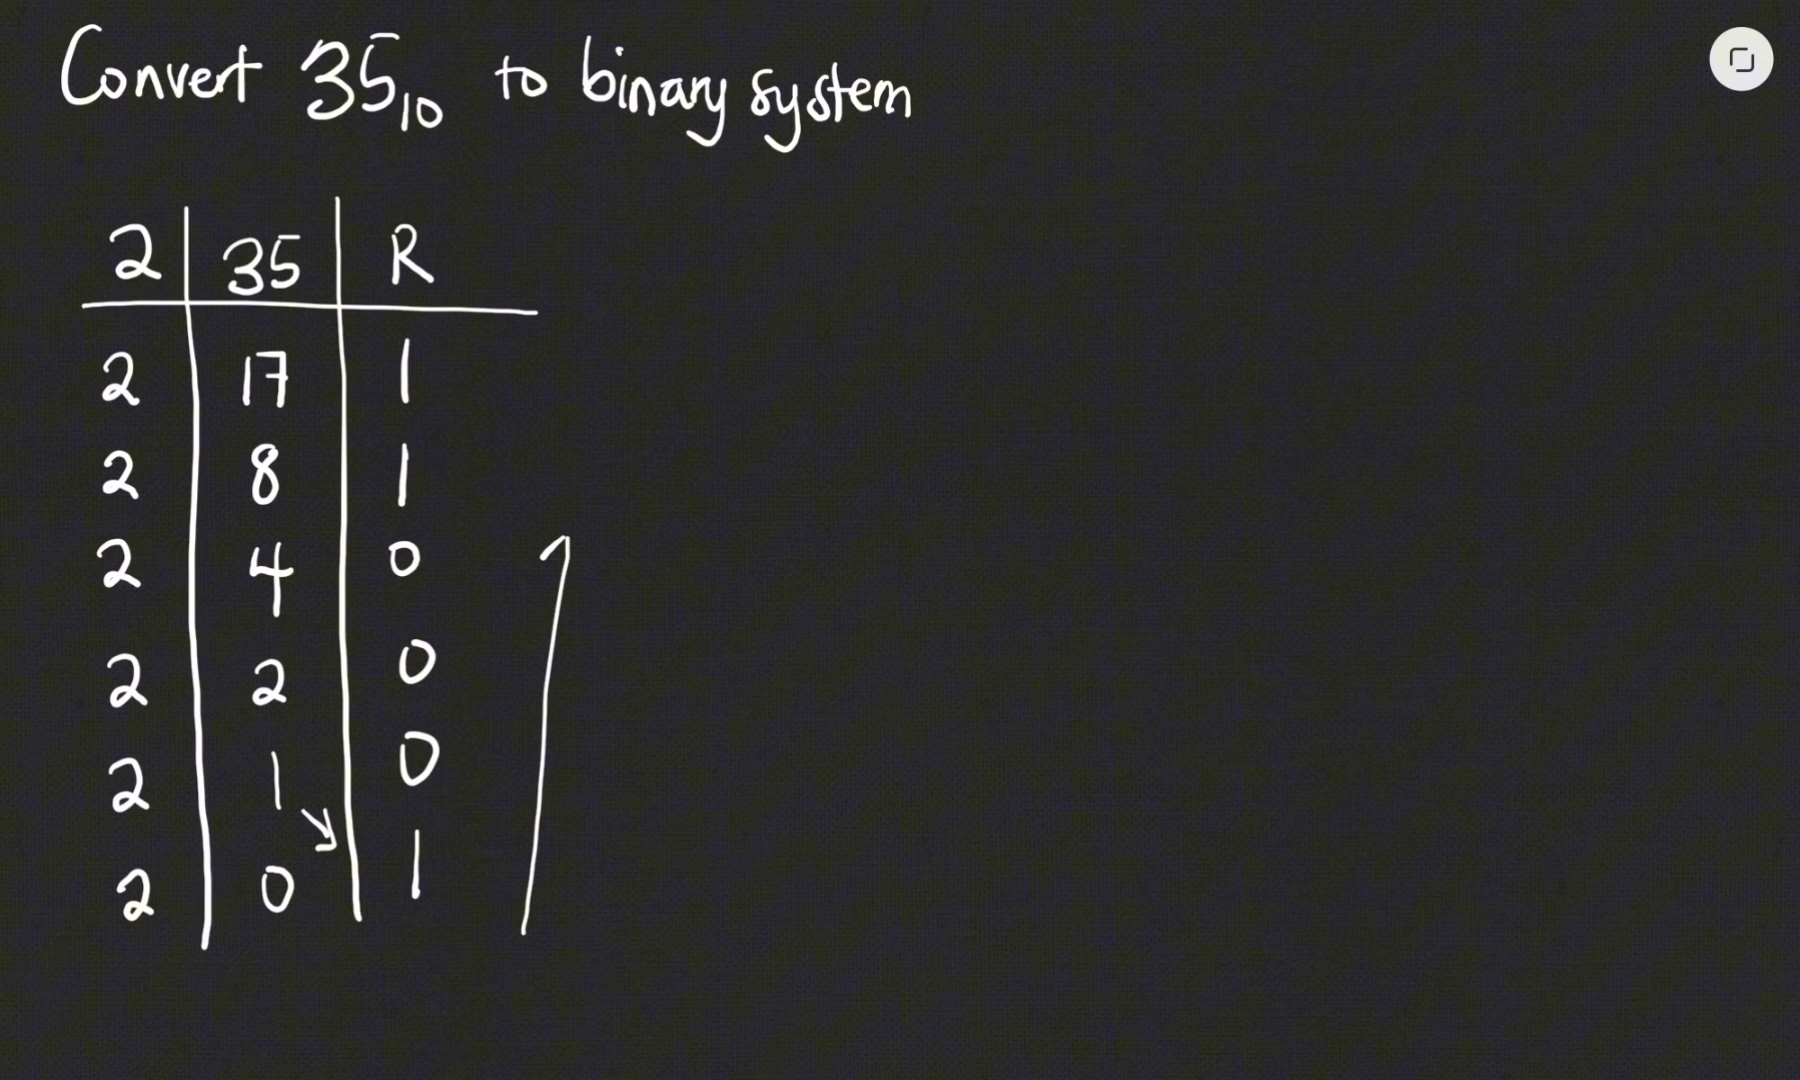 Convert 35₁₀ to binary system
2 35 R
2 17 1
2 8 1
2 4 0
2 2 0
2 1 0
2 0 1